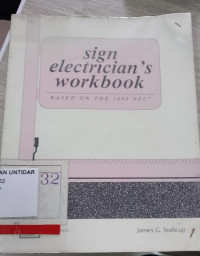 sign
electrician's
workbook
BASED ON THE 1993 NEC®
AN UNTIDAR
32
James G. Stallcup